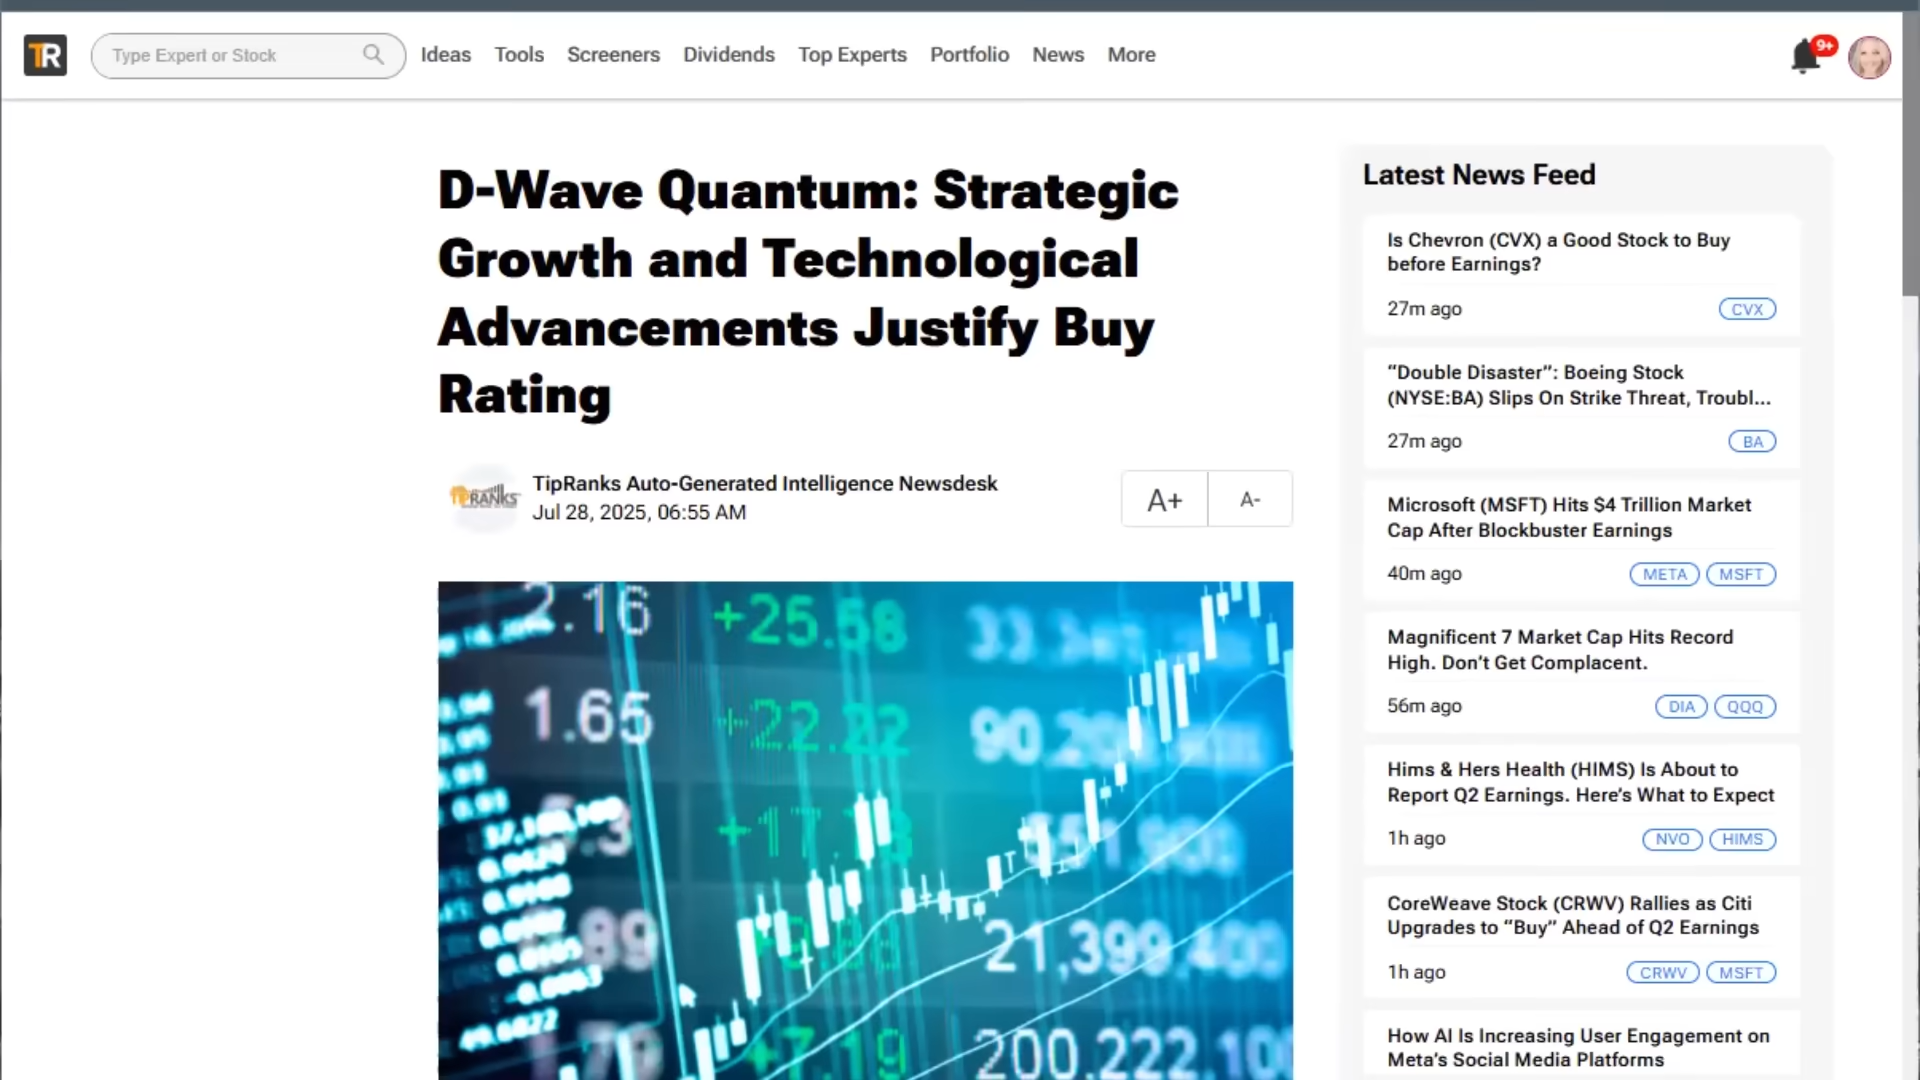 TR
Type Expert or Stock
Ideas Tools Screeners Dividends Top Experts Portfolio News More
9+
D-Wave Quantum: Strategic
Growth and Technological
Advancements Justify Buy
Rating
TIPRANKS
TipRanks Auto-Generated Intelligence Newsdesk
Jul 28, 2025, 06:55 AM
A+ A-
2.16 +25.58
1.65 +22.22
21,399,400
+7.19 200,222,100
Latest News Feed
Is Chevron (CVX) a Good Stock to Buy
before Earnings?
27m ago CVX
“Double Disaster”: Boeing Stock
(NYSE:BA) Slips On Strike Threat, Troubl...
27m ago BA
Microsoft (MSFT) Hits $4 Trillion Market
Cap After Blockbuster Earnings
40m ago META MSFT
Magnificent 7 Market Cap Hits Record
High. Don’t Get Complacent.
56m ago DIA QQQ
Hims & Hers Health (HIMS) Is About to
Report Q2 Earnings. Here’s What to Expect
1h ago NVO HIMS
CoreWeave Stock (CRWV) Rallies as Citi
Upgrades to “Buy” Ahead of Q2 Earnings
1h ago CRWV MSFT
How AI Is Increasing User Engagement on
Meta’s Social Media Platforms